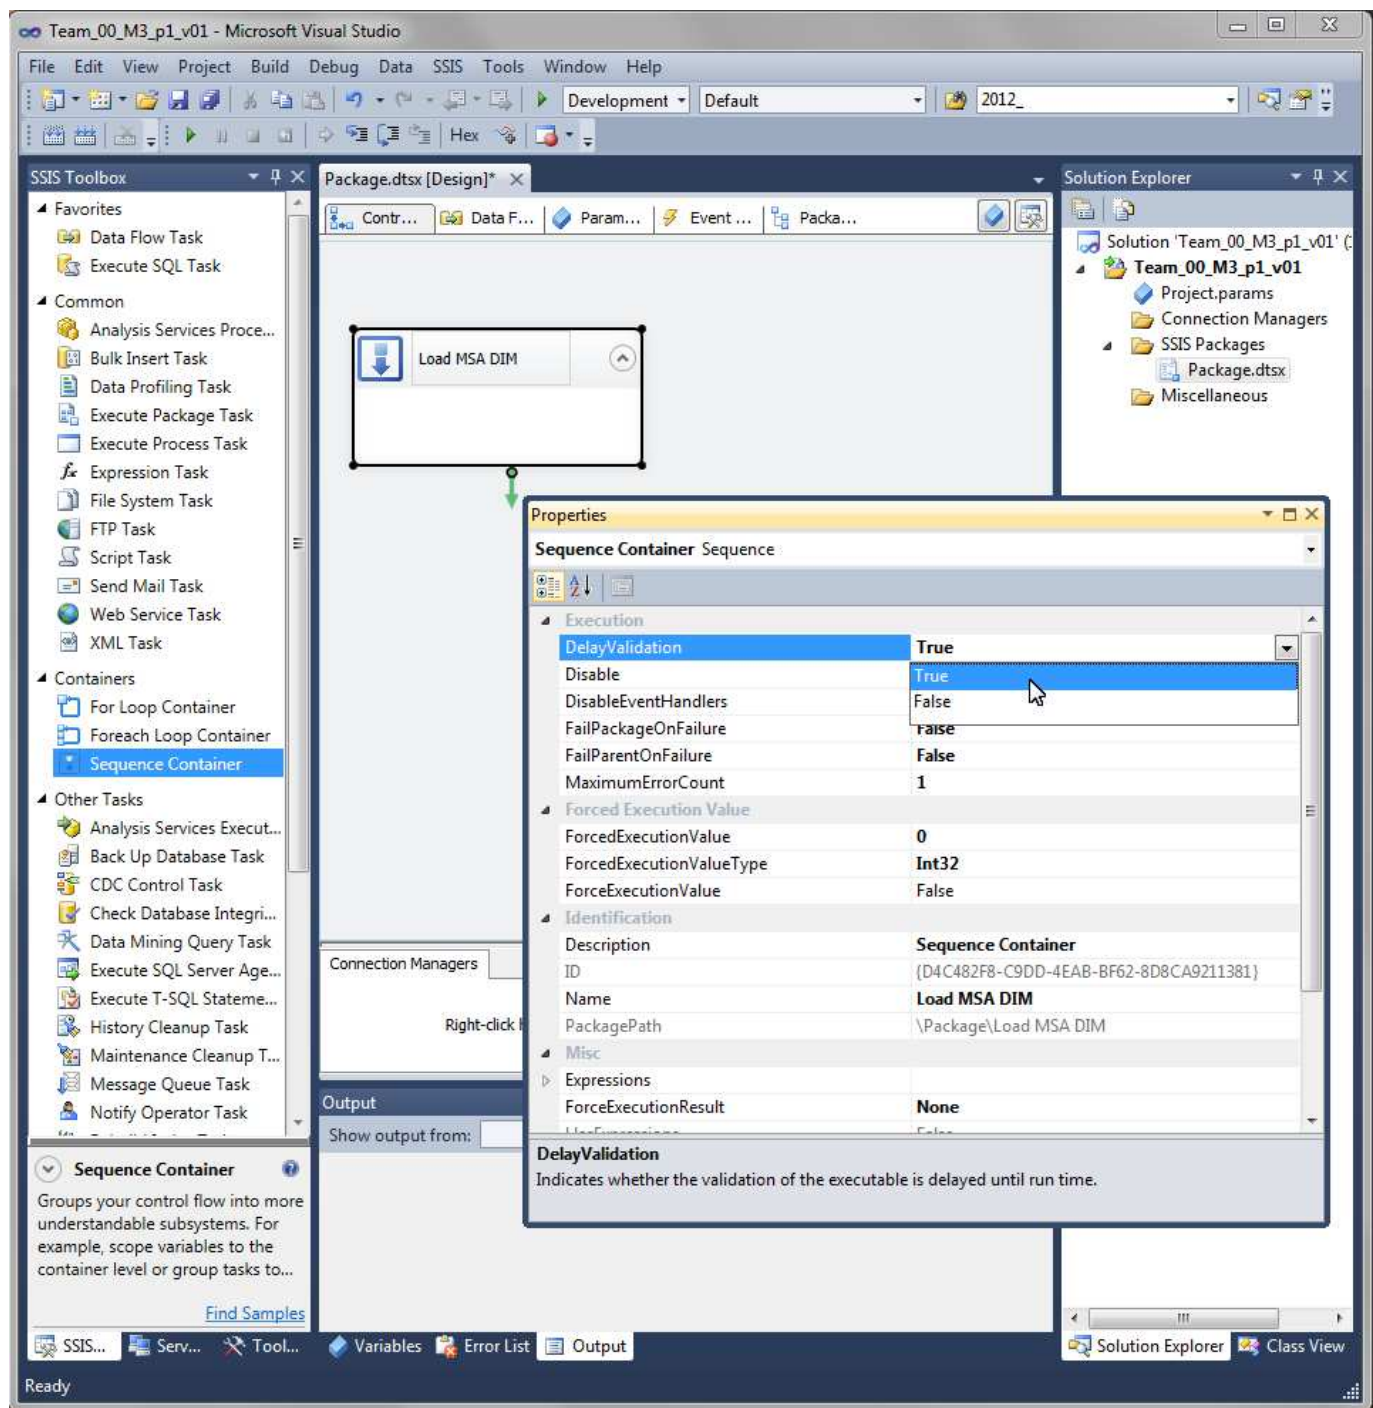 Team_00_M3_p1_v01 - Microsoft Visual Studio
File Edit View Project Build Debug Data SSIS Tools Window Help
Development Default 2012_
Hex
SSIS Toolbox
Favorites
Data Flow Task
Execute SQL Task
Common
Analysis Services Proce...
Bulk Insert Task
Data Profiling Task
Execute Package Task
Execute Process Task
Expression Task
File System Task
FTP Task
Script Task
Send Mail Task
Web Service Task
XML Task
Containers
For Loop Container
Foreach Loop Container
Sequence Container
Other Tasks
Analysis Services Execut...
Back Up Database Task
CDC Control Task
Check Database Integri...
Data Mining Query Task
Execute SQL Server Age...
Execute T-SQL Stateme...
History Cleanup Task
Maintenance Cleanup T...
Message Queue Task
Notify Operator Task
Sequence Container
Groups your control flow into more
understandable subsystems. For
example, scope variables to the
container level or group tasks to...
Find Samples
SSIS... Serv... Tool...
Package.dtsx [Design]*
Contr... Data F... Param... Event ... Packa...
Load MSA DIM
Connection Managers
Right-click
Output
Show output from:
Variables Error List Output
Properties
Sequence Container Sequence
Execution
DelayValidation True
Disable True
DisableEventHandlers False
FailPackageOnFailure False
FailParentOnFailure False
MaximumErrorCount 1
Forced Execution Value
ForcedExecutionValue 0
ForcedExecutionValueType Int32
ForceExecutionValue False
Identification
Description Sequence Container
ID {D4C482F8-C9DD-4EAB-BF62-8D8CA9211381}
Name Load MSA DIM
PackagePath \Package\Load MSA DIM
Misc
Expressions
ForceExecutionResult None
DelayValidation
Indicates whether the validation of the executable is delayed until run time.
Solution Explorer
Solution 'Team_00_M3_p1_v01' (
Team_00_M3_p1_v01
Project.params
Connection Managers
SSIS Packages
Package.dtsx
Miscellaneous
Solution Explorer Class View
Ready